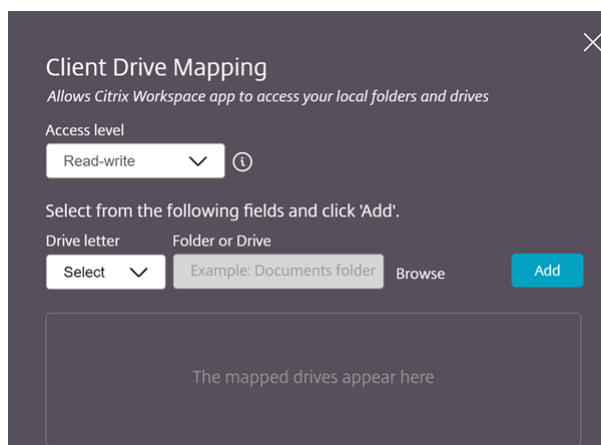 Client Drive Mapping
Allows Citrix Workspace app to access your local folders and drives
Access level
Read-write
Select from the following fields and click 'Add'.
Drive letter Folder or Drive
Select Example: Documents folder Browse Add
The mapped drives appear here